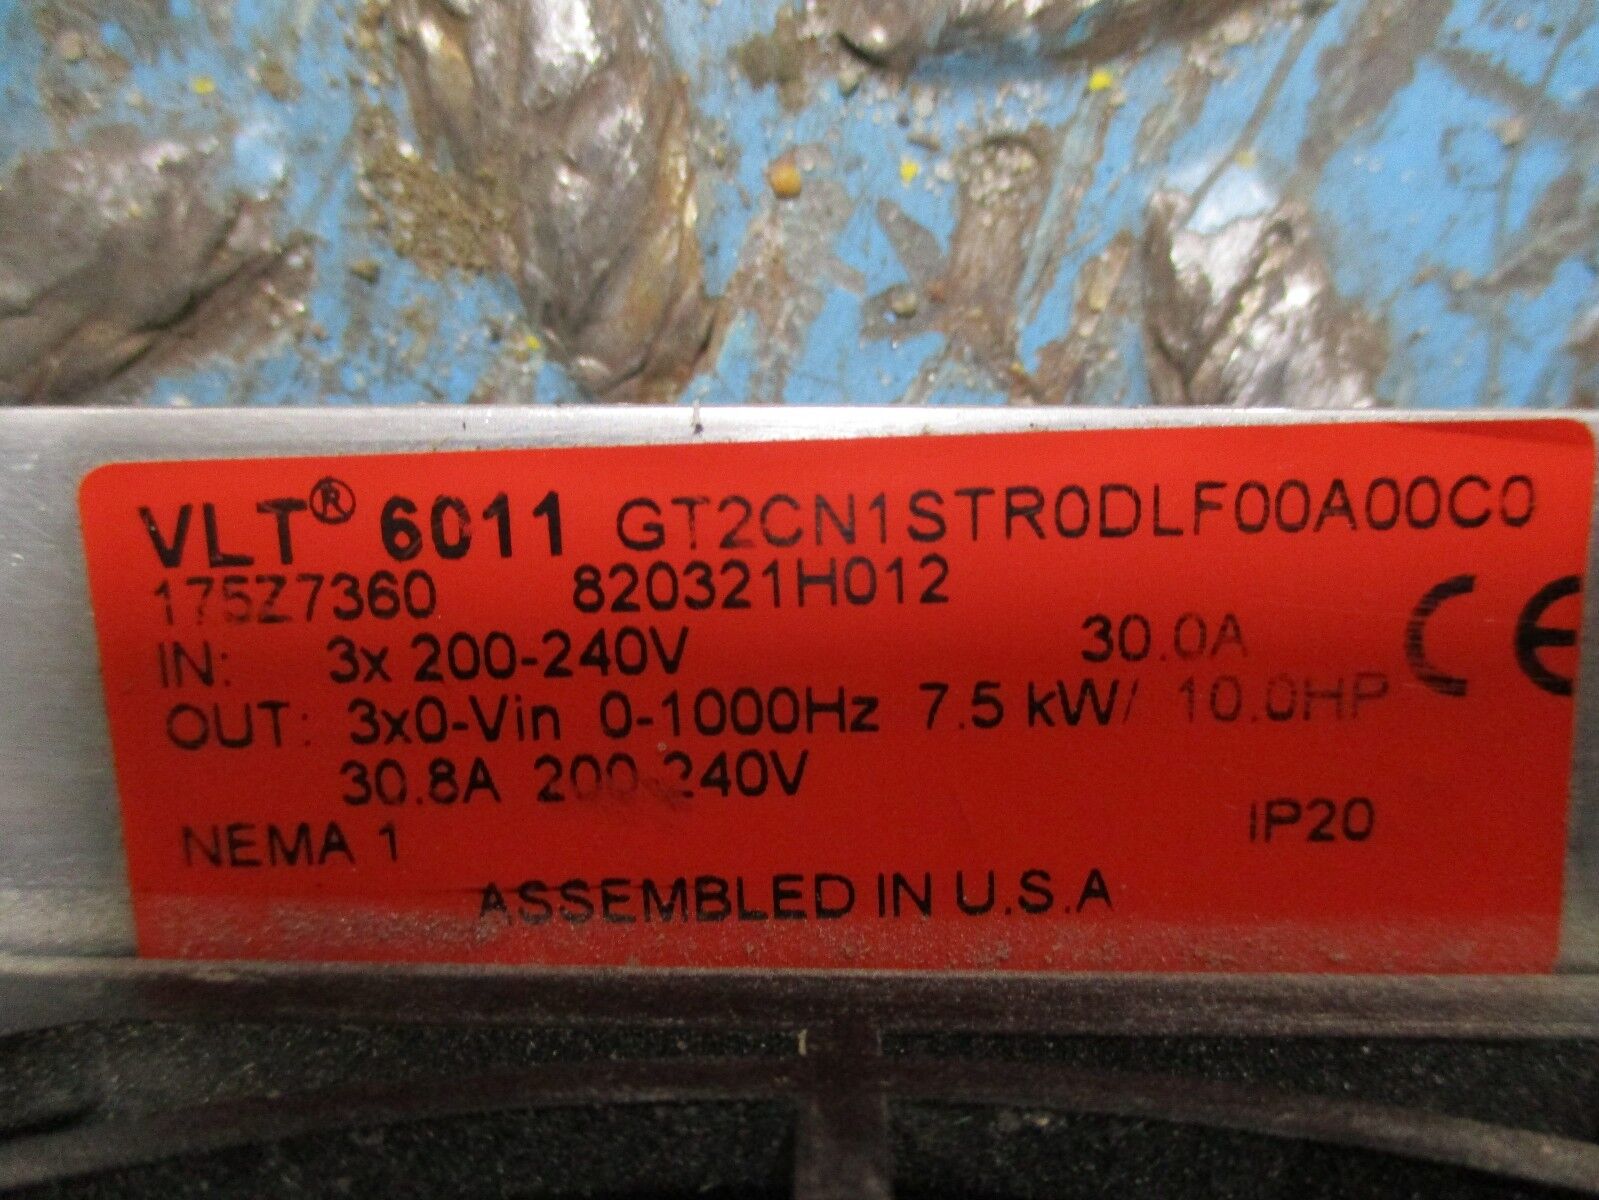 VLT® 6011 GT2CN1STR0DLF00A00C0
175Z7360 820321H012
IN: 3x 200-240V 30.0A CE
OUT: 3x0-Vin 0-1000Hz 7.5 kW/ 10.0HP
30.8A 200-240V
NEMA 1 IP20
ASSEMBLED IN U.S.A